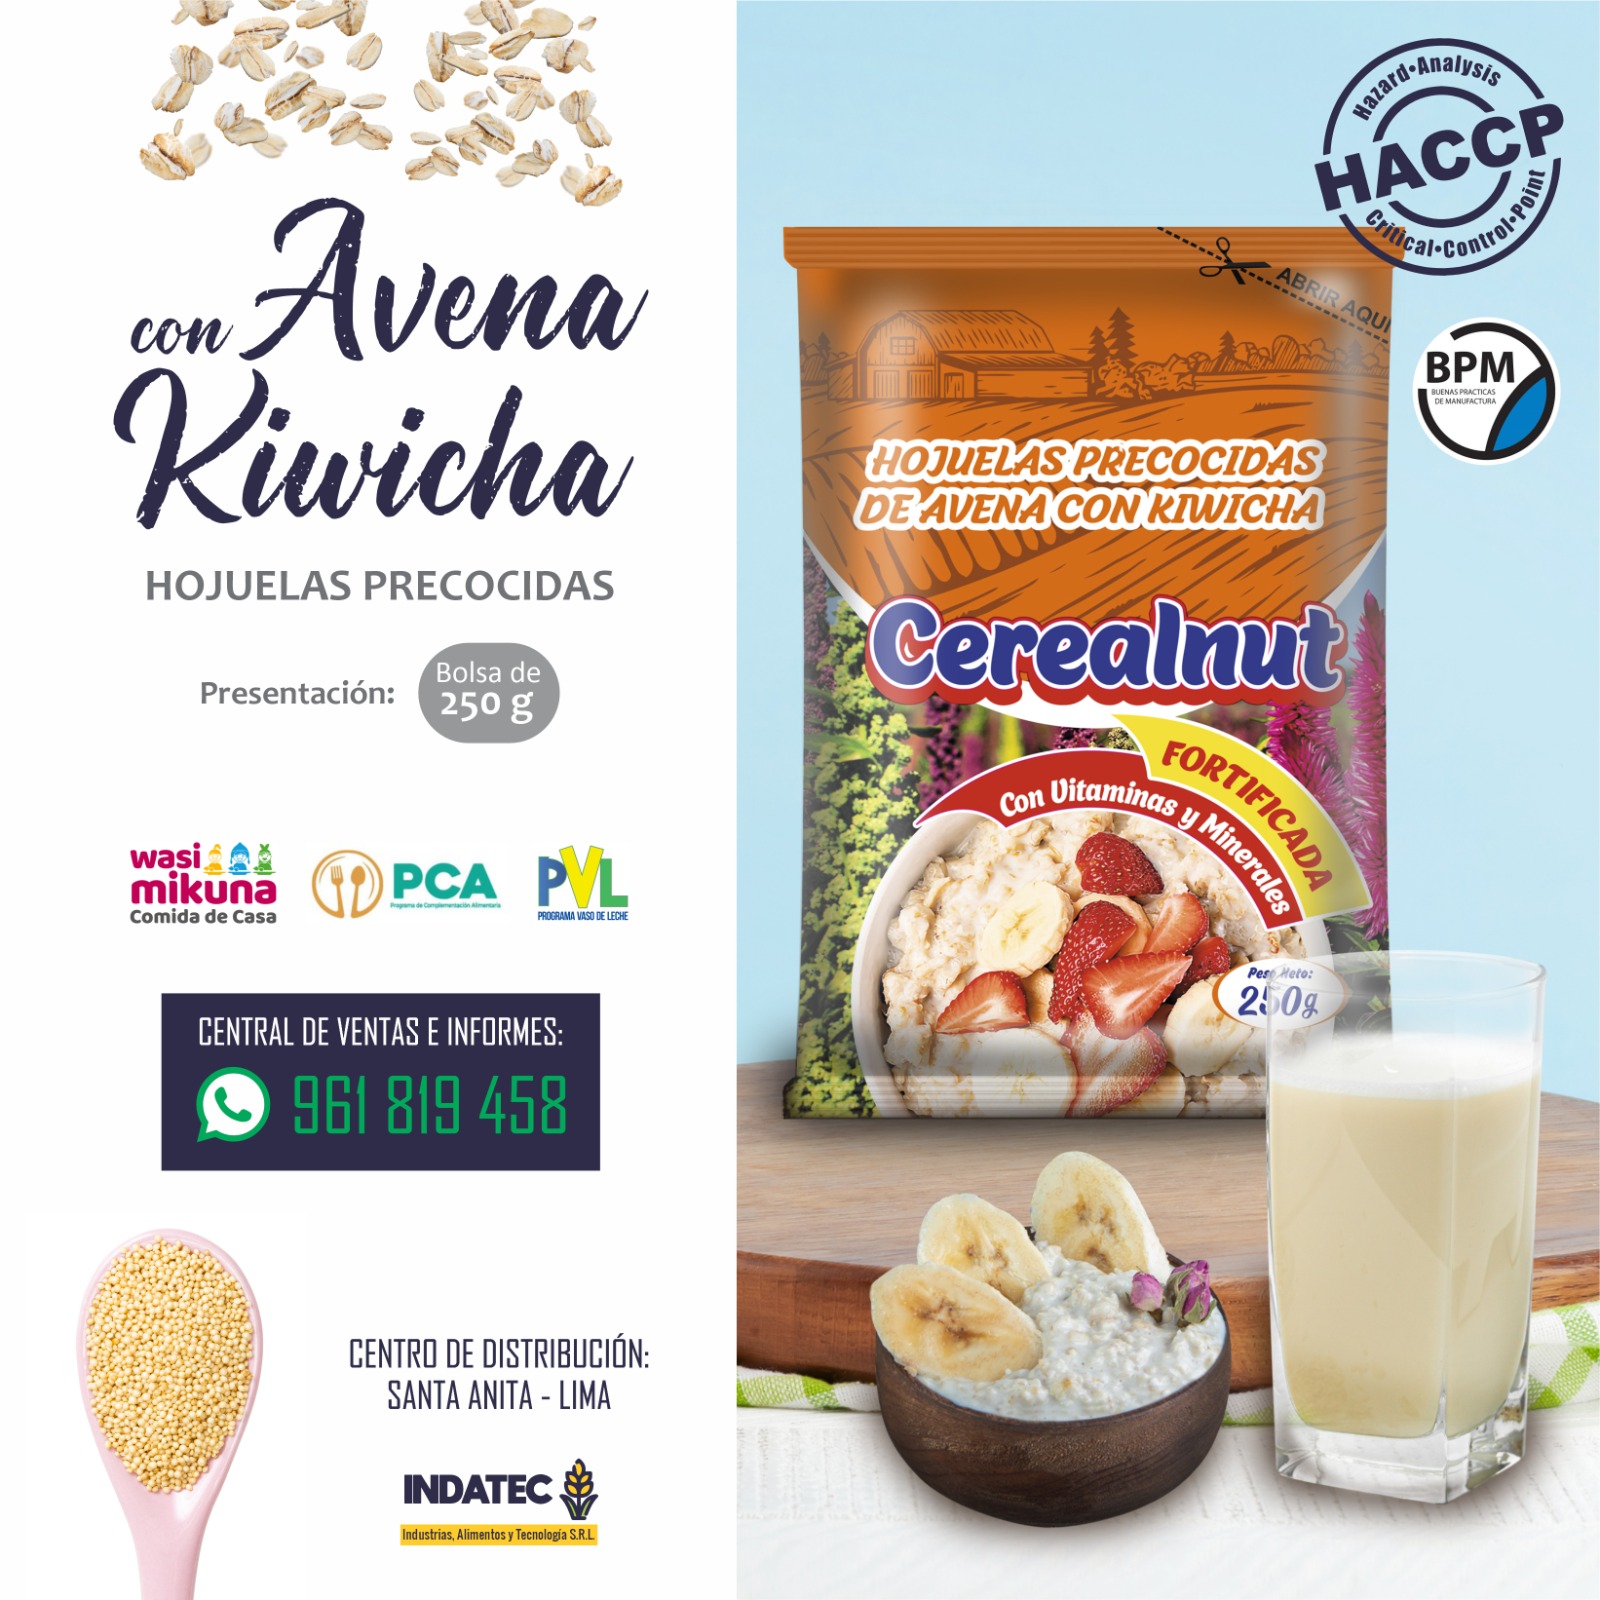 Avena
con
Kiwicha
HOJUELAS PRECOCIDAS
Presentación:
Bolsa de
250 g
wasi
mikuna
Comida de Casa
PCA
Programa de Complementación Alimentaria
PVL
PROGRAMA VASO DE LECHE
CENTRAL DE VENTAS E INFORMES:
961 819 458
CENTRO DE DISTRIBUCIÓN:
SANTA ANITA - LIMA
INDATEC
Industrias, Alimentos y Tecnología S.R.L.
Hazard•Analysis
HACCP
Critical•Control•Point
BPM
BUENAS PRACTICAS
DE MANUFACTURA
ABRIR AQUI
HOJUELAS PRECOCIDAS
DE AVENA CON KIWICHA
Cerealnut
FORTIFICADA
Con Vitaminas y Minerales
Peso Neto:
250g